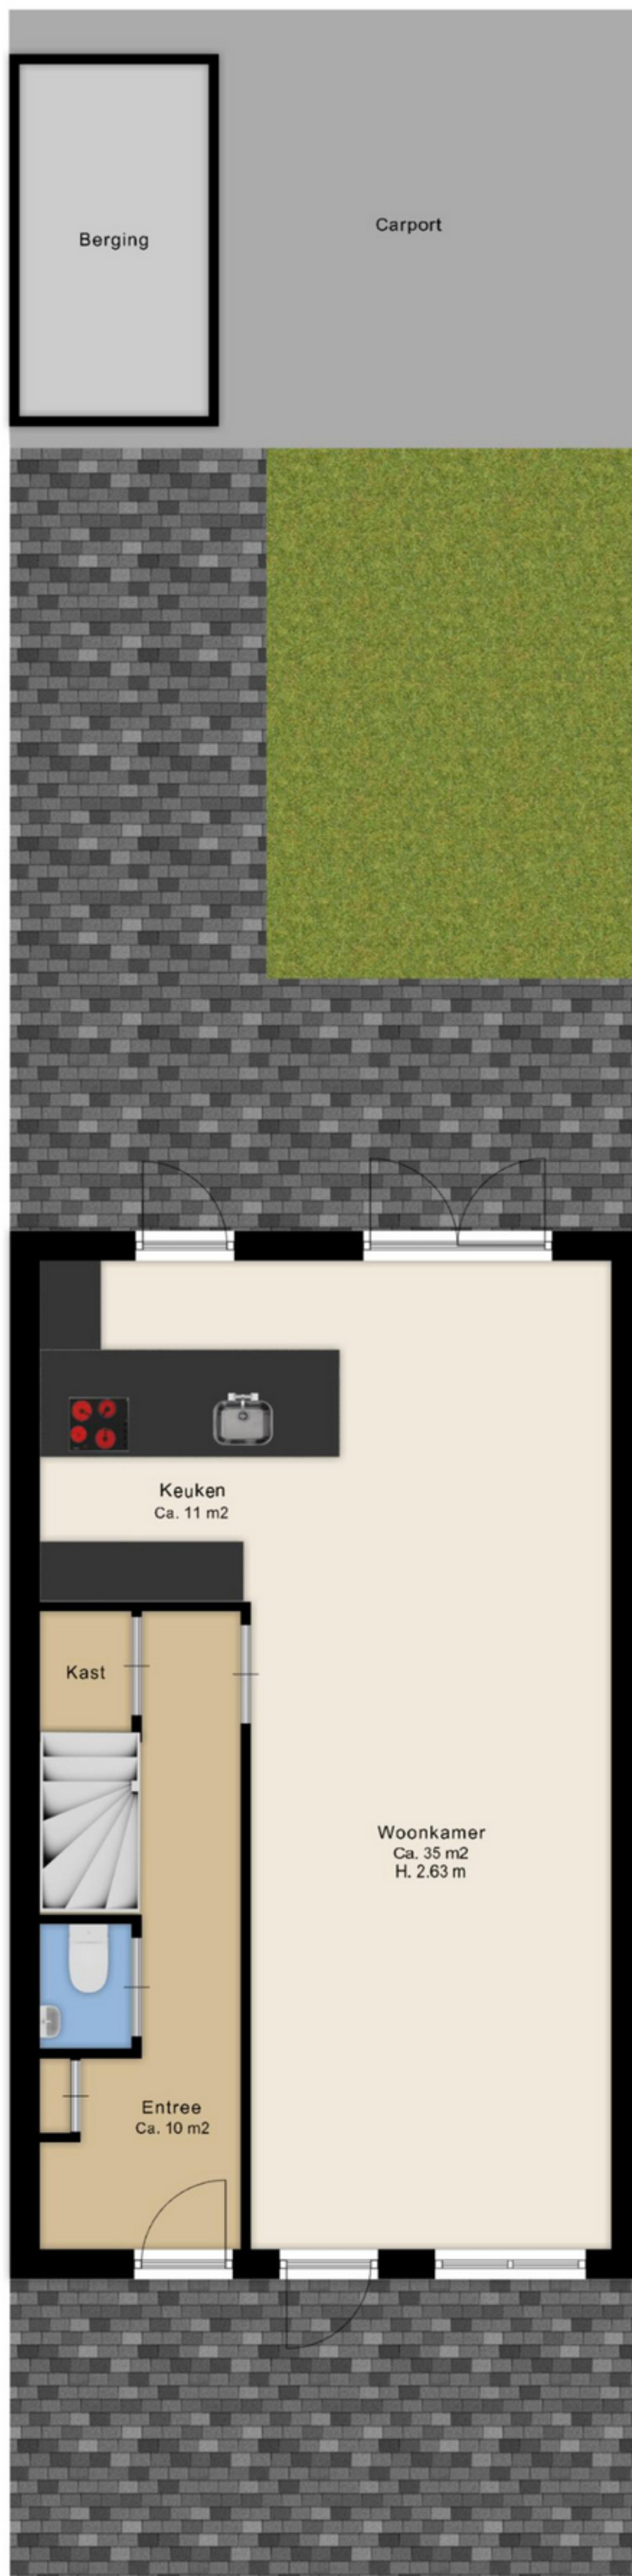 Berging
Carport
Keuken
Ca. 11 m2
Kast
Woonkamer
Ca. 35 m2
H. 2.63 m
Entree
Ca. 10 m2